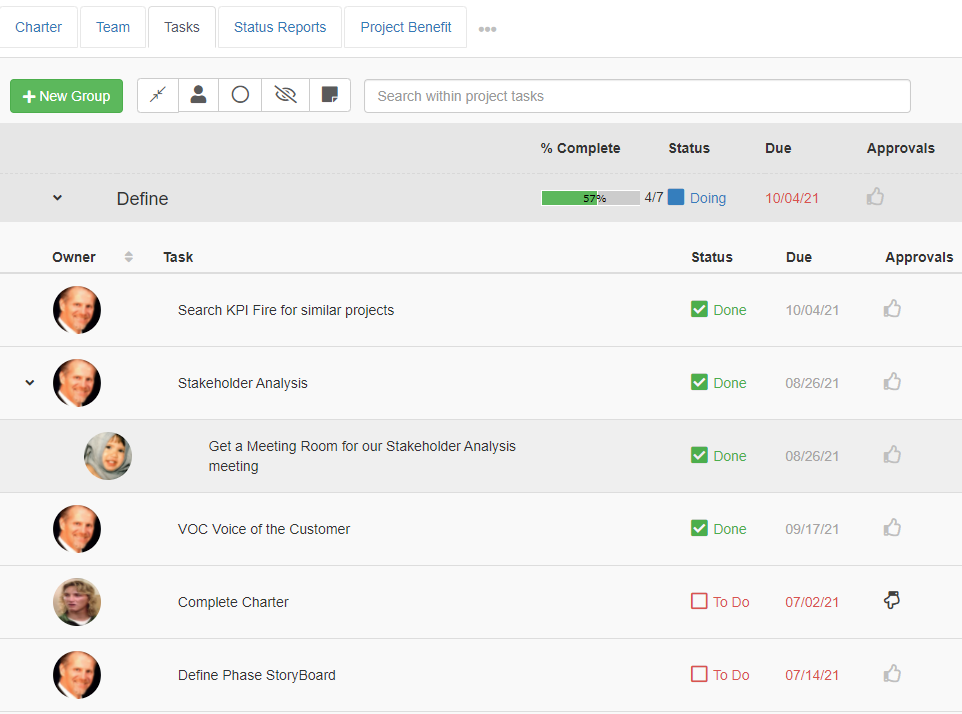 Charter Team Tasks Status Reports Project Benefit
New Group Search within project tasks
% Complete Status Due Approvals
Define 57% 4/7 Doing 10/04/21
Owner Task Status Due Approvals
Search KPI Fire for similar projects Done 10/04/21
Stakeholder Analysis Done 08/26/21
Get a Meeting Room for our Stakeholder Analysis
meeting Done 08/26/21
VOC Voice of the Customer Done 09/17/21
Complete Charter To Do 07/02/21
Define Phase StoryBoard To Do 07/14/21